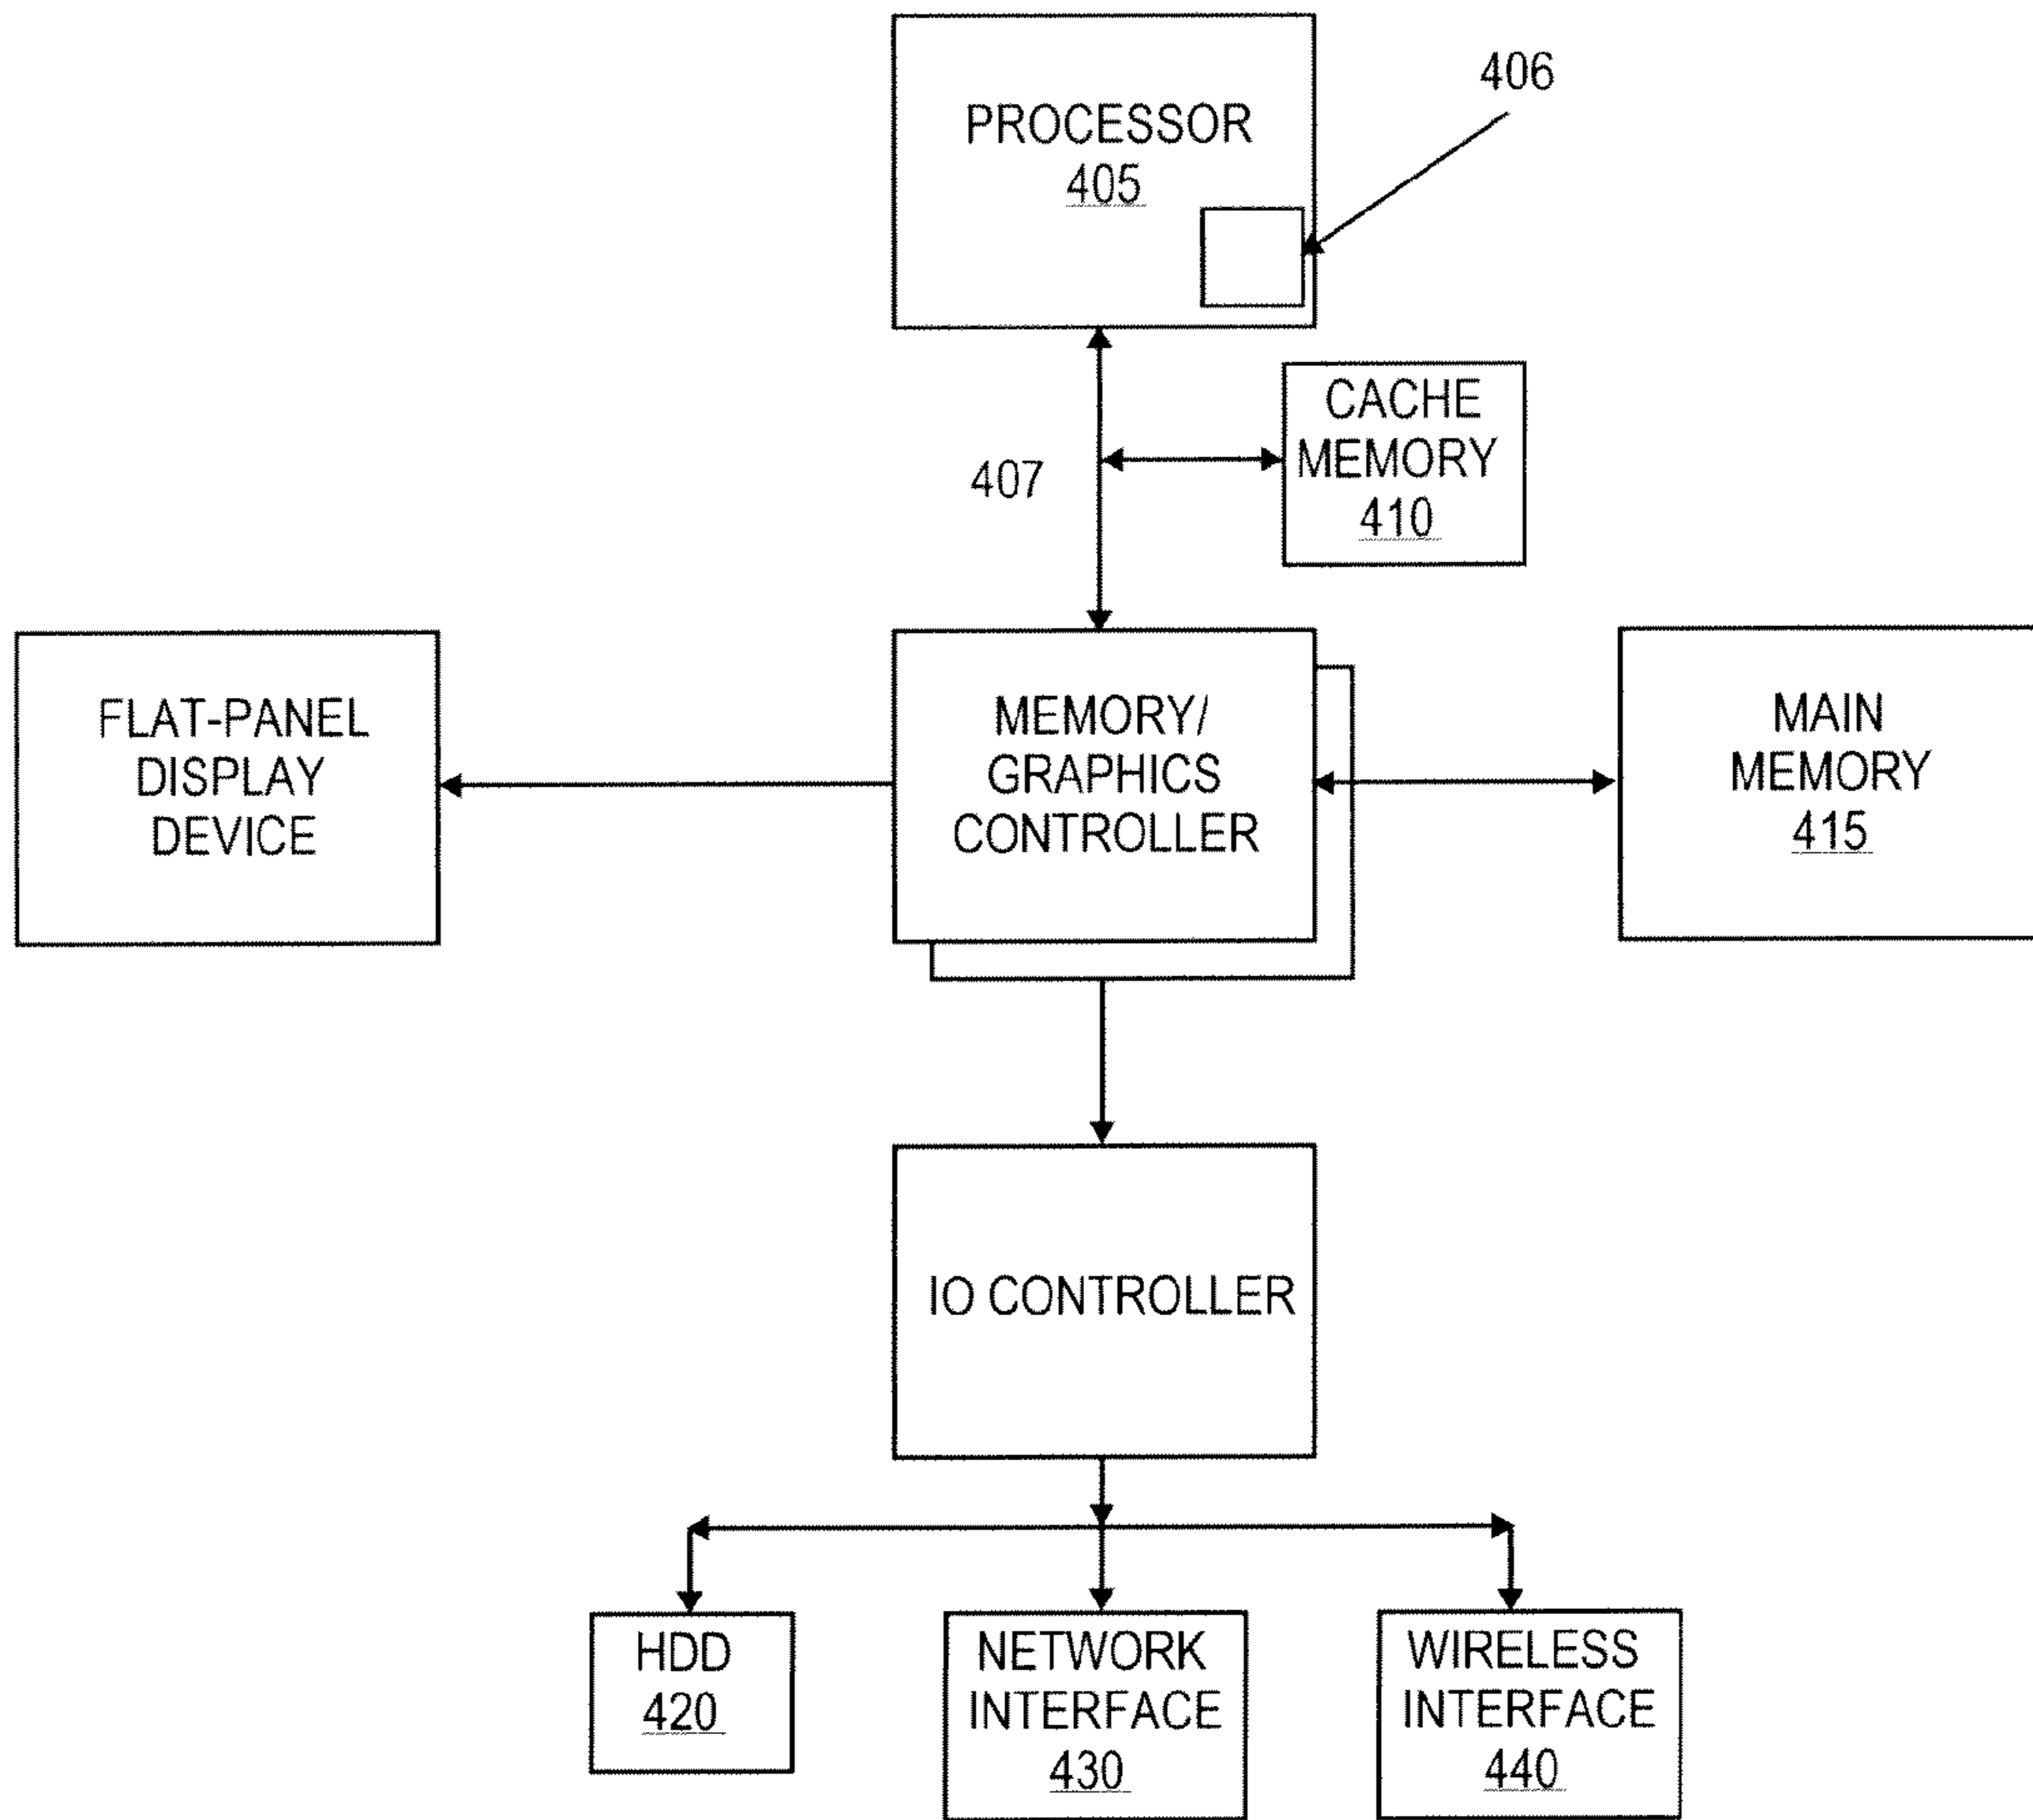 406
PROCESSOR
405
CACHE
MEMORY
410
407
FLAT-PANEL
DISPLAY
DEVICE
MEMORY/
GRAPHICS
CONTROLLER
MAIN
MEMORY
415
IO CONTROLLER
HDD
420
NETWORK
INTERFACE
430
WIRELESS
INTERFACE
440